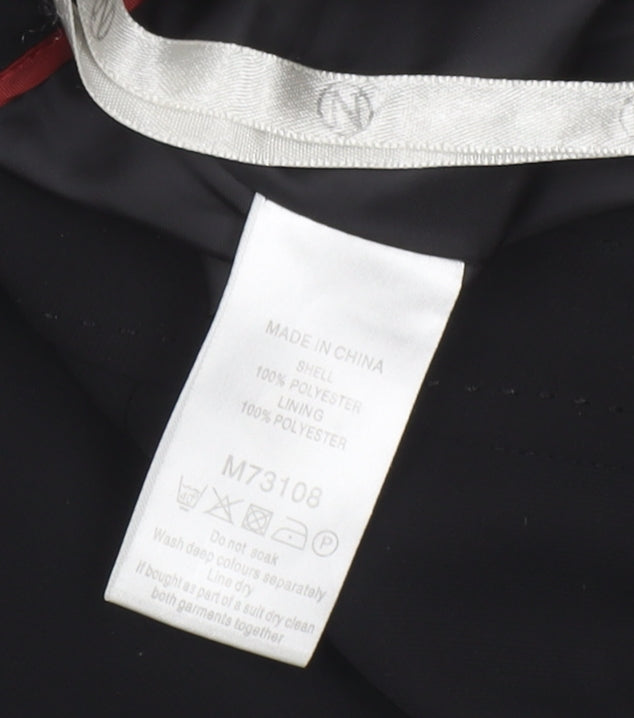 N
MADE IN CHINA
SHELL
100% POLYESTER
LINING
100% POLYESTER
M73108
40° P
Do not soak
Wash deep colours separately
Line dry
If bought as part of a suit dry clean
both garments together